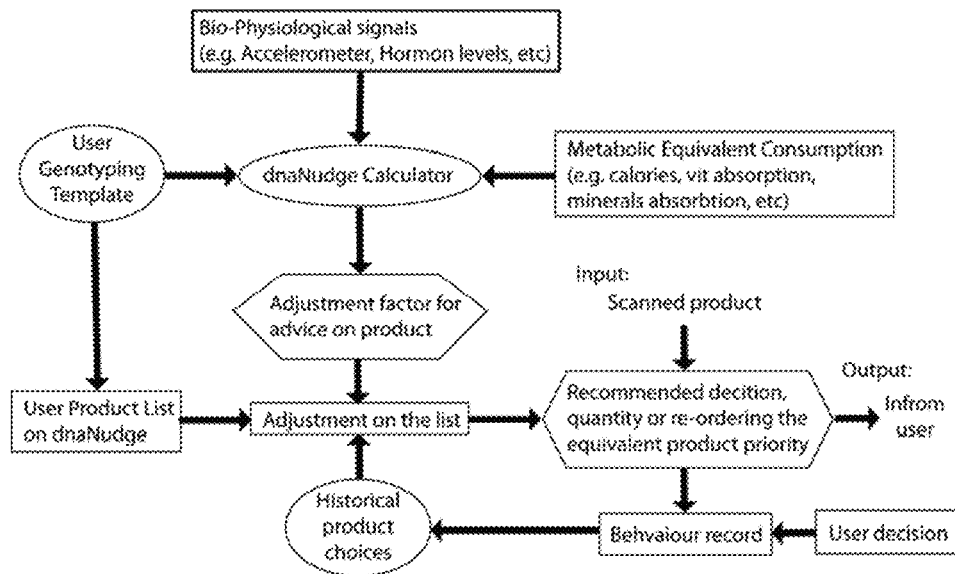 Bio-Physiological signals
(e.g. Accelerometer, Hormon levels, etc)
User
Genotyping
Template
dnaNudge Calculator
Metabolic Equivalent Consumption
(e.g. calories, vit absorption,
minerals absorbtion, etc)
Adjustment factor for
advice on product
Input:
Scanned product
User Product List
on dnaNudge
Adjustment on the list
Recommended decition,
quantity or re-ordering the
equivalent product priority
Output:
Infrom
user
Historical
product
choices
Behvaiour record
User decision